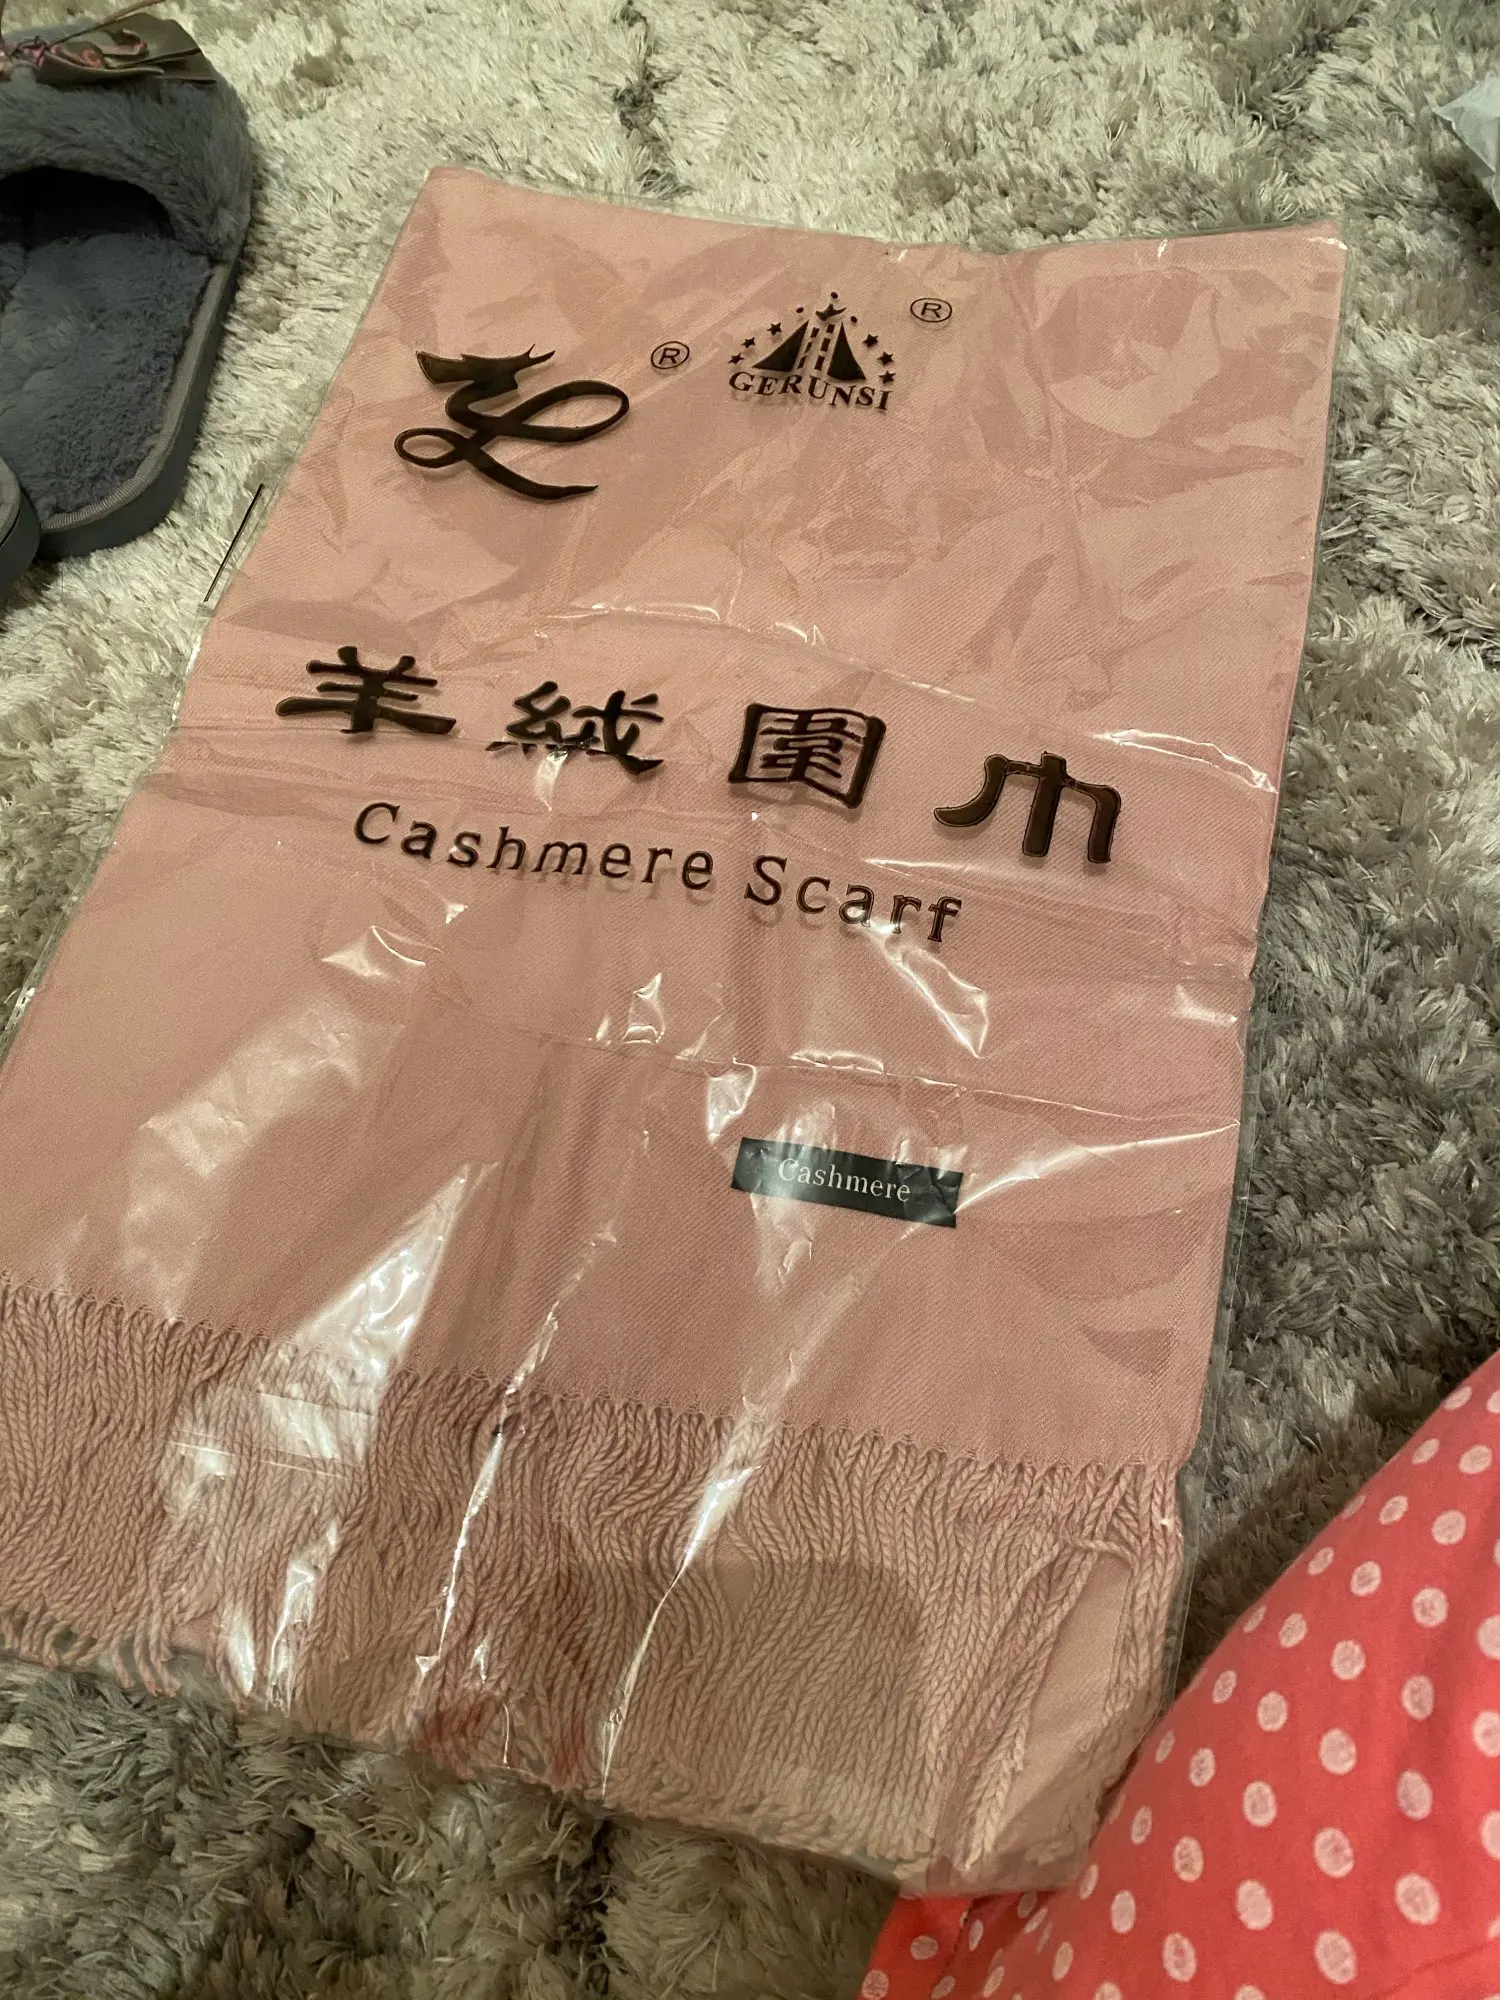 ®
®
GERUNSI
羊絨圍巾
Cashmere Scarf
Cashmere